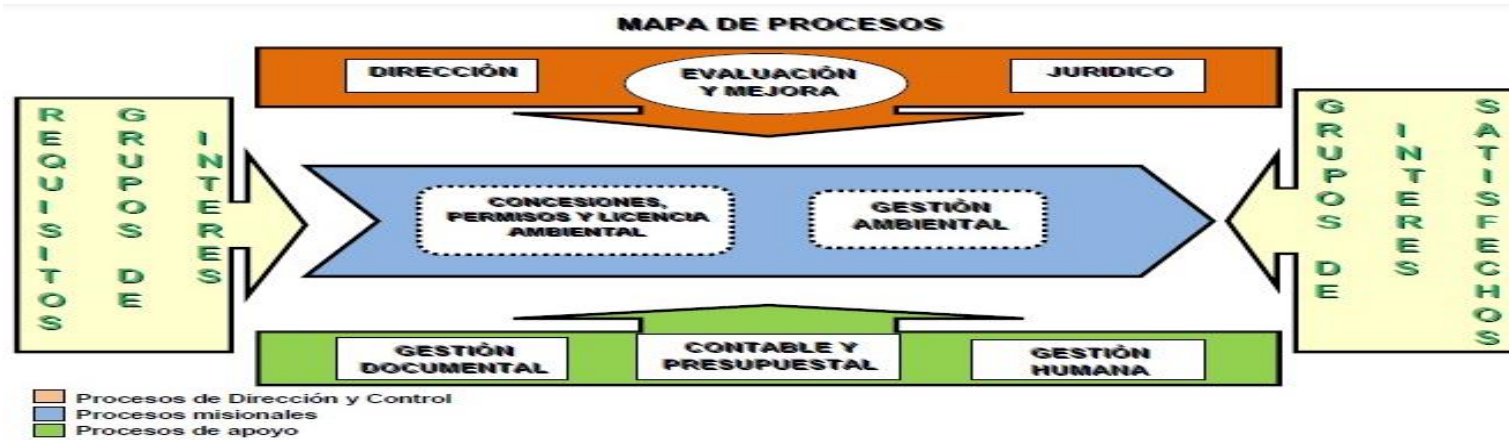 MAPA DE PROCESOS
DIRECCIÓN
EVALUACIÓN
Y MEJORA
JURIDICO
REQUISITOS
GRUPOS DE
INTERES
CONCESIONES,
PERMISOS Y LICENCIA
AMBIENTAL
GESTIÓN
AMBIENTAL
GRUPOS DE
INTERES
SATISFECHOS
GESTIÓN
DOCUMENTAL
CONTABLE Y
PRESUPUESTAL
GESTIÓN
HUMANA
Procesos de Dirección y Control
Procesos misionales
Procesos de apoyo